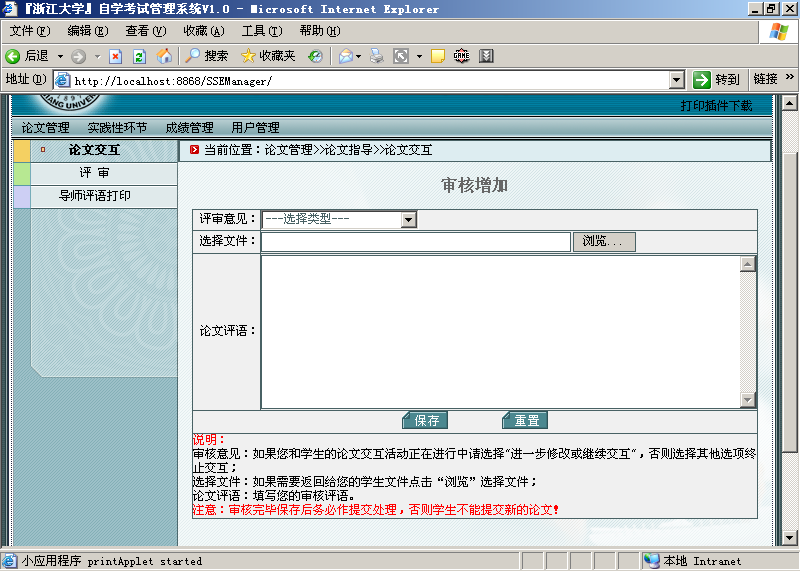 『浙江大学』自学考试管理系统V1.0 - Microsoft Internet Explorer
文件(F) 编辑(E) 查看(V) 收藏(A) 工具(T) 帮助(H)
后退 搜索 收藏夹
地址(D) http://localhost:8868/SSEManager/ 转到 链接 »
打印插件下载
论文管理 实践性环节 成绩管理 用户管理
论文交互 当前位置：论文管理>>论文指导>>论文交互
评 审
导师评语打印
审核增加
评审意见： ---选择类型---
选择文件： 浏览...
论文评语：
保存 重置
说明：
审核意见：如果您和学生的论文交互活动正在进行中请选择"进一步修改或继续交互"，否则选择其他选项终
止交互；
选择文件：如果需要返回给您的学生文件点击“浏览”选择文件；
论文评语：填写您的审核评语。
注意：审核完毕保存后务必作提交处理，否则学生不能提交新的论文！
小应用程序 printApplet started 本地 Intranet